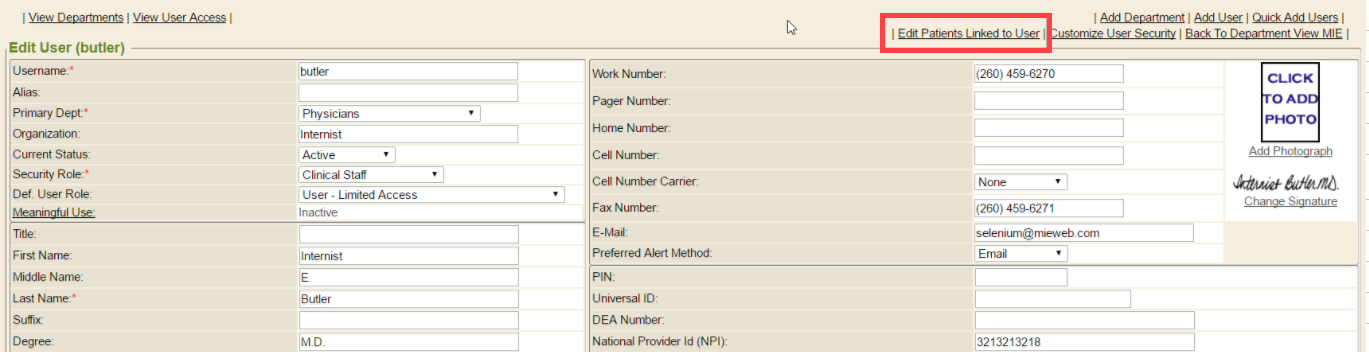 | View Departments | View User Access |
| Add Department | Add User | Quick Add Users |
| Edit Patients Linked to User | Customize User Security | Back To Department View MIE |
Edit User (butler)
Username:* butler
Alias:
Primary Dept:* Physicians
Organization: Internist
Current Status: Active
Security Role:* Clinical Staff
Def. User Role: User - Limited Access
Meaningful Use: Inactive
Title:
First Name: Internist
Middle Name: E.
Last Name:* Butler
Suffix:
Degree: M.D.
Work Number: (260) 459-6270
Pager Number:
Home Number:
Cell Number:
Cell Number Carrier: None
Fax Number: (260) 459-6271
E-Mail: selenium@mieweb.com
Preferred Alert Method: Email
PIN:
Universal ID:
DEA Number:
National Provider Id (NPI): 3213213218
CLICK
TO ADD
PHOTO
Add Photograph
Internist Butler M.D.
Change Signature